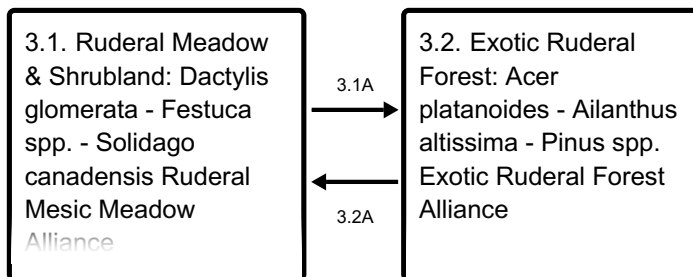 3.1. Ruderal Meadow
& Shrubland: Dactylis
glomerata - Festuca
spp. - Solidago
canadensis Ruderal
Mesic Meadow
Alliance
3.1A
3.2A
3.2. Exotic Ruderal
Forest: Acer
platanoides - Ailanthus
altissima - Pinus spp.
Exotic Ruderal Forest
Alliance